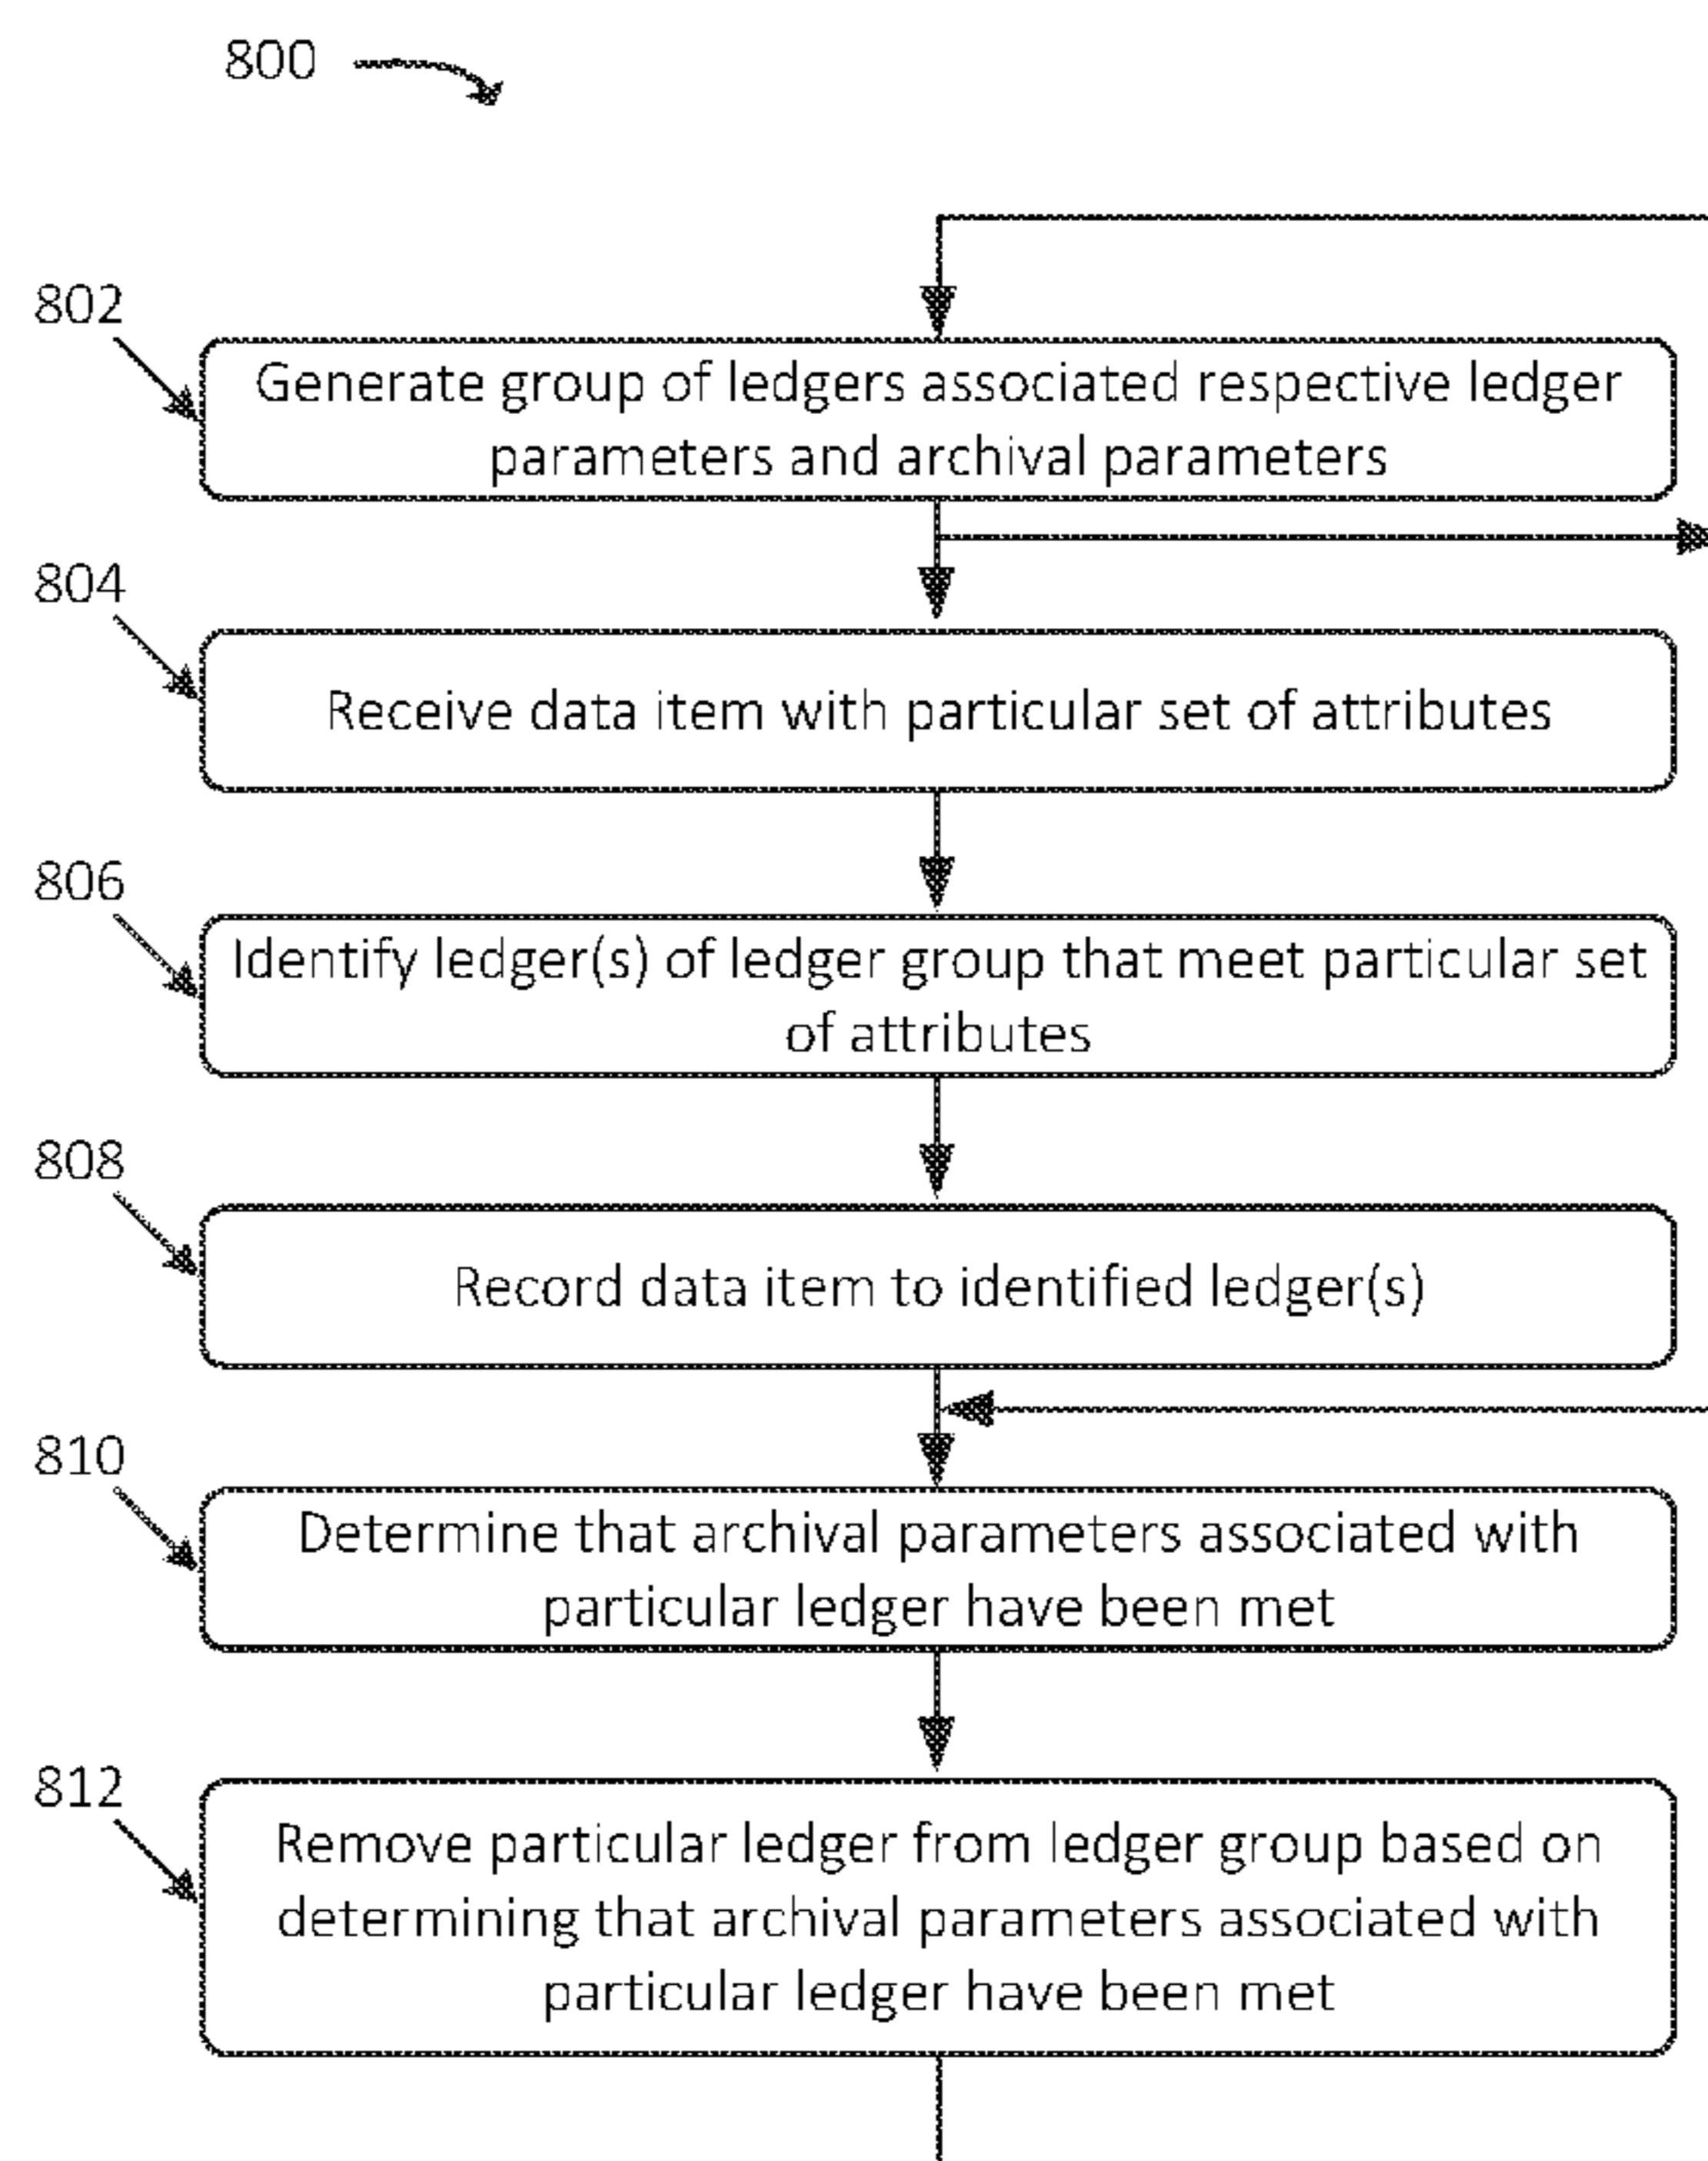 800
802
Generate group of ledgers associated respective ledger
parameters and archival parameters
804
Receive data item with particular set of attributes
806
Identify ledger(s) of ledger group that meet particular set
of attributes
808
Record data item to identified ledger(s)
810
Determine that archival parameters associated with
particular ledger have been met
812
Remove particular ledger from ledger group based on
determining that archival parameters associated with
particular ledger have been met